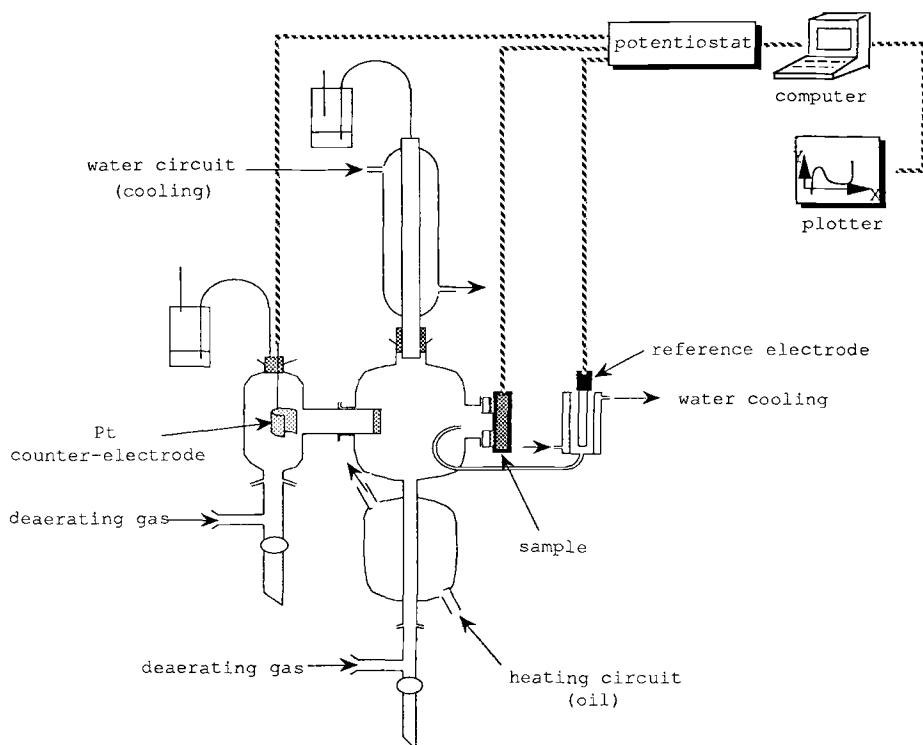 potentiostat
computer
water circuit
(cooling)
Y
X
plotter
reference electrode
water cooling
Pt
counter-electrode
deaerating gas
sample
deaerating gas
heating circuit
(oil)